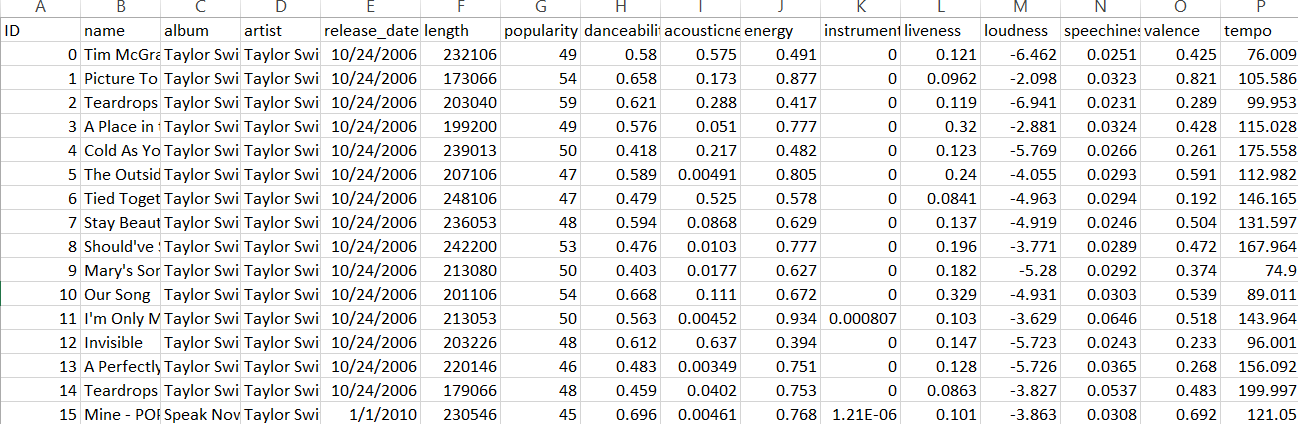 A B C D E F G H I J K L M N O P
ID name album artist release_date length popularity danceabili acousticne energy instrument liveness loudness speechines valence tempo
0 Tim McGra Taylor Swi Taylor Swi 10/24/2006 232106 49 0.58 0.575 0.491 0 0.121 -6.462 0.0251 0.425 76.009
1 Picture To Taylor Swi Taylor Swi 10/24/2006 173066 54 0.658 0.173 0.877 0 0.0962 -2.098 0.0323 0.821 105.586
2 Teardrops Taylor Swi Taylor Swi 10/24/2006 203040 59 0.621 0.288 0.417 0 0.119 -6.941 0.0231 0.289 99.953
3 A Place in t Taylor Swi Taylor Swi 10/24/2006 199200 49 0.576 0.051 0.777 0 0.32 -2.881 0.0324 0.428 115.028
4 Cold As Yo Taylor Swi Taylor Swi 10/24/2006 239013 50 0.418 0.217 0.482 0 0.123 -5.769 0.0266 0.261 175.558
5 The Outsid Taylor Swi Taylor Swi 10/24/2006 207106 47 0.589 0.00491 0.805 0 0.24 -4.055 0.0293 0.591 112.982
6 Tied Toget Taylor Swi Taylor Swi 10/24/2006 248106 47 0.479 0.525 0.578 0 0.0841 -4.963 0.0294 0.192 146.165
7 Stay Beaut Taylor Swi Taylor Swi 10/24/2006 236053 48 0.594 0.0868 0.629 0 0.137 -4.919 0.0246 0.504 131.597
8 Should've S Taylor Swi Taylor Swi 10/24/2006 242200 53 0.476 0.0103 0.777 0 0.196 -3.771 0.0289 0.472 167.964
9 Mary's Son Taylor Swi Taylor Swi 10/24/2006 213080 50 0.403 0.0177 0.627 0 0.182 -5.28 0.0292 0.374 74.9
10 Our Song Taylor Swi Taylor Swi 10/24/2006 201106 54 0.668 0.111 0.672 0 0.329 -4.931 0.0303 0.539 89.011
11 I'm Only M Taylor Swi Taylor Swi 10/24/2006 213053 50 0.563 0.00452 0.934 0.000807 0.103 -3.629 0.0646 0.518 143.964
12 Invisible Taylor Swi Taylor Swi 10/24/2006 203226 48 0.612 0.637 0.394 0 0.147 -5.723 0.0243 0.233 96.001
13 A Perfectly Taylor Swi Taylor Swi 10/24/2006 220146 46 0.483 0.00349 0.751 0 0.128 -5.726 0.0365 0.268 156.092
14 Teardrops Taylor Swi Taylor Swi 10/24/2006 179066 48 0.459 0.0402 0.753 0 0.0863 -3.827 0.0537 0.483 199.997
15 Mine - POP Speak Nov Taylor Swi 1/1/2010 230546 45 0.696 0.00461 0.768 1.21E-06 0.101 -3.863 0.0308 0.692 121.05